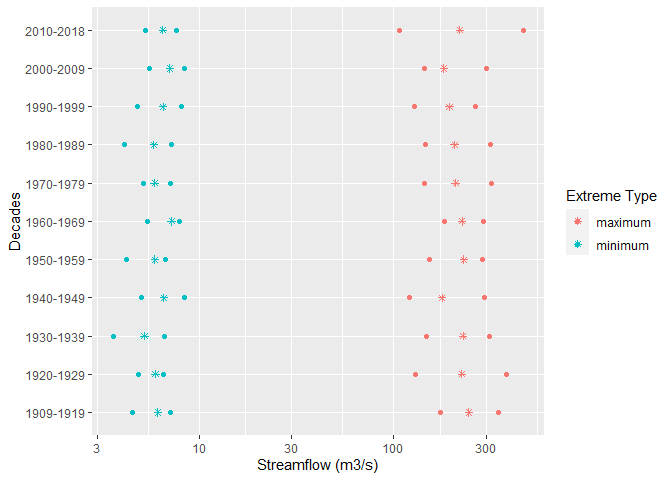 2010-2018
2000-2009
1990-1999
1980-1989
1970-1979
1960-1969
1950-1959
1940-1949
1930-1939
1920-1929
1909-1919
Decades
3 10 30 100 300
Streamflow (m3/s)
Extreme Type
maximum
minimum